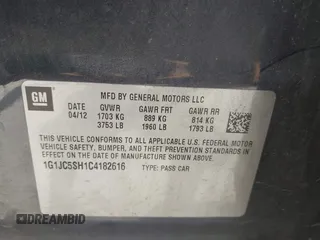 GM
MFD BY GENERAL MOTORS LLC
DATE GVWR GAWR FRT GAWR RR
04/12 1703 KG 889 KG 814 KG
3753 LB 1960 LB 1793 LB
THIS VEHICLE CONFORMS TO ALL APPLICABLE U.S. FEDERAL MOTOR
VEHICLE SAFETY, BUMPER, AND THEFT PREVENTION STANDARDS IN
EFFECT ON THE DATE OF MANUFACTURE SHOWN ABOVE.
1G1JC5SH1C4182616 TYPE: PASS CAR
DREAMBID